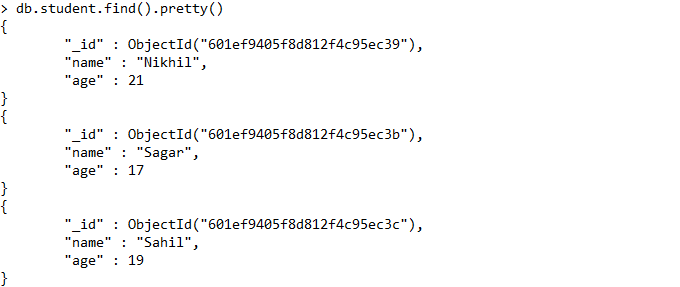 > db.student.find().pretty()
{
        "_id" : ObjectId("601ef9405f8d812f4c95ec39"),
        "name" : "Nikhil",
        "age" : 21
}
{
        "_id" : ObjectId("601ef9405f8d812f4c95ec3b"),
        "name" : "Sagar",
        "age" : 17
}
{
        "_id" : ObjectId("601ef9405f8d812f4c95ec3c"),
        "name" : "Sahil",
        "age" : 19
}